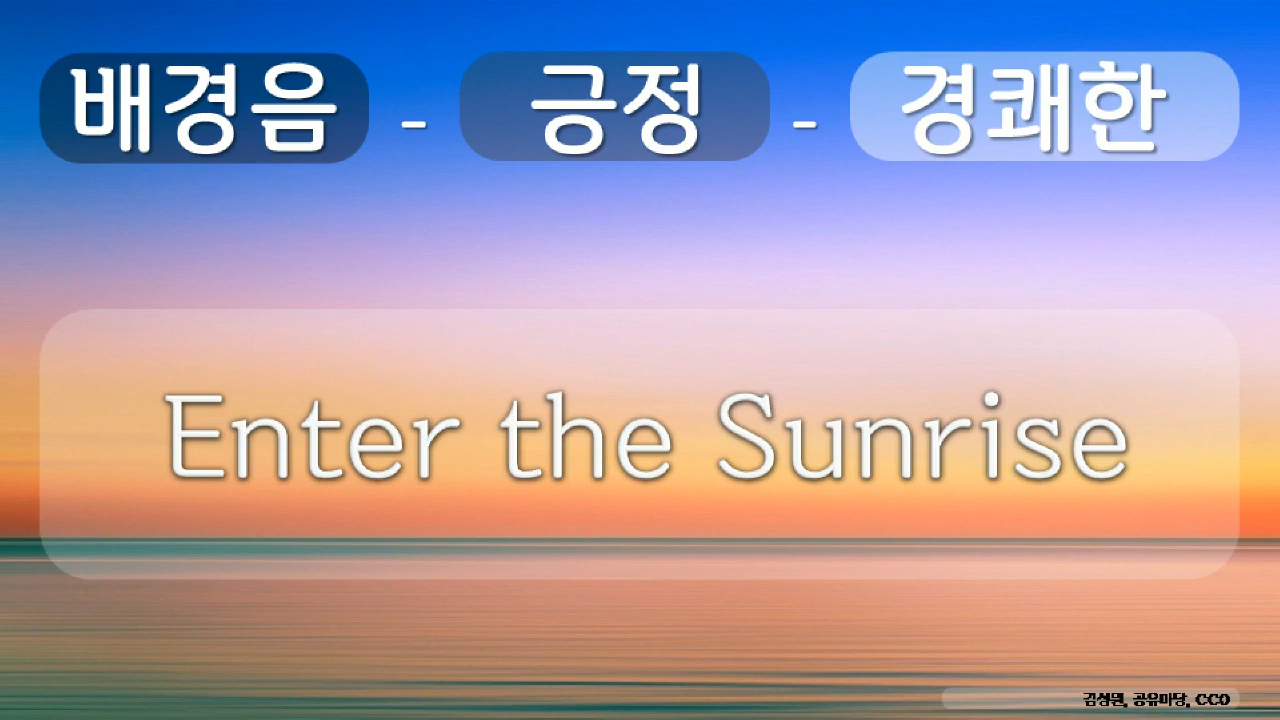 배경음 - 긍정 - 경쾌한
Enter the Sunrise
김성원, 공유마당, CC0